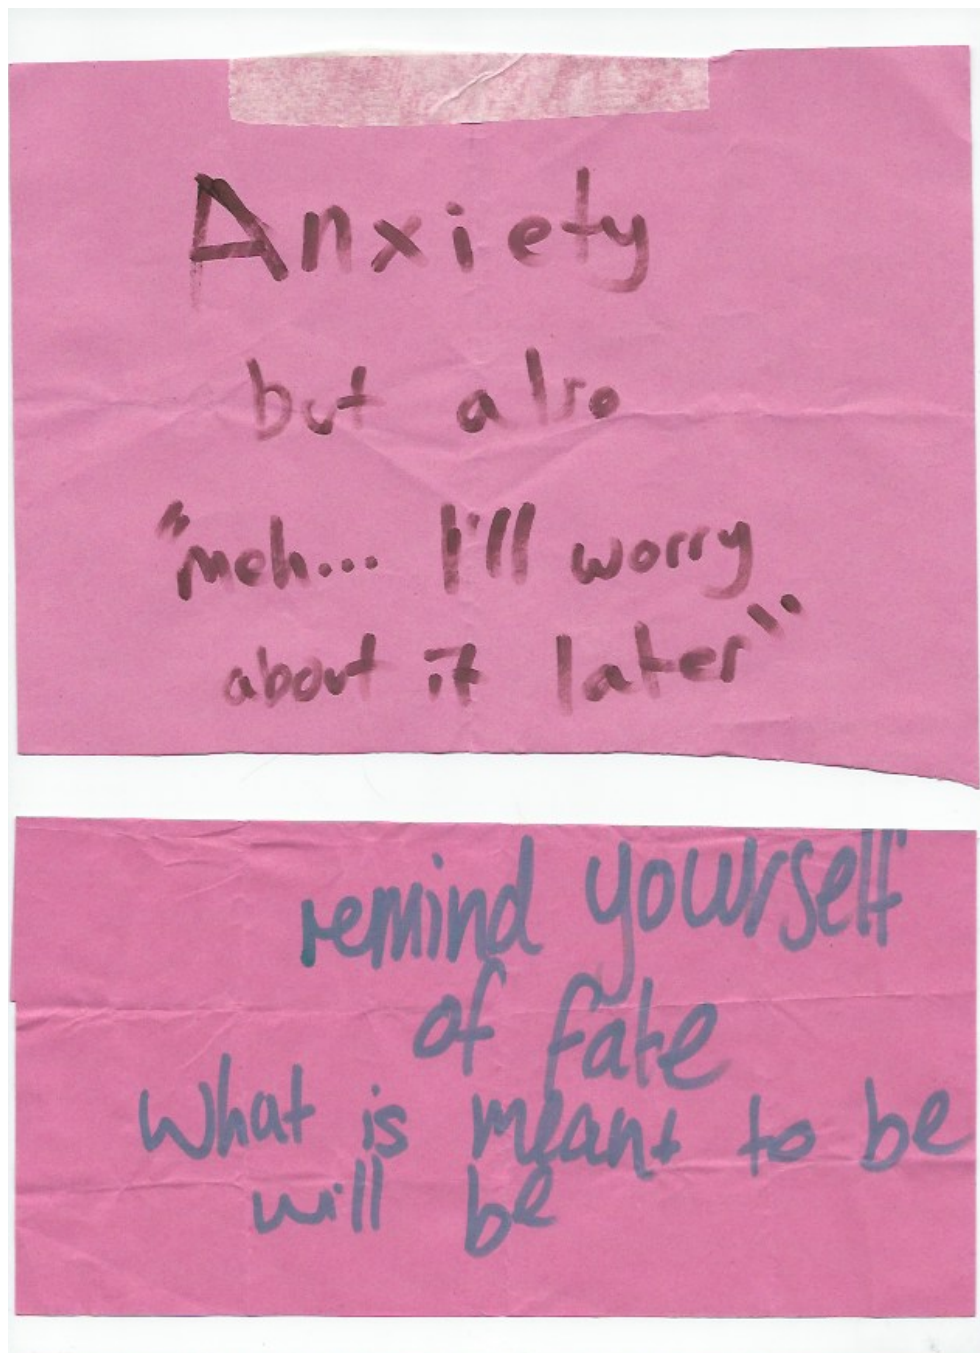 Anxiety
but also
"meh... I'll worry
about it later"
remind yourself
of fate
What is meant to be
will be